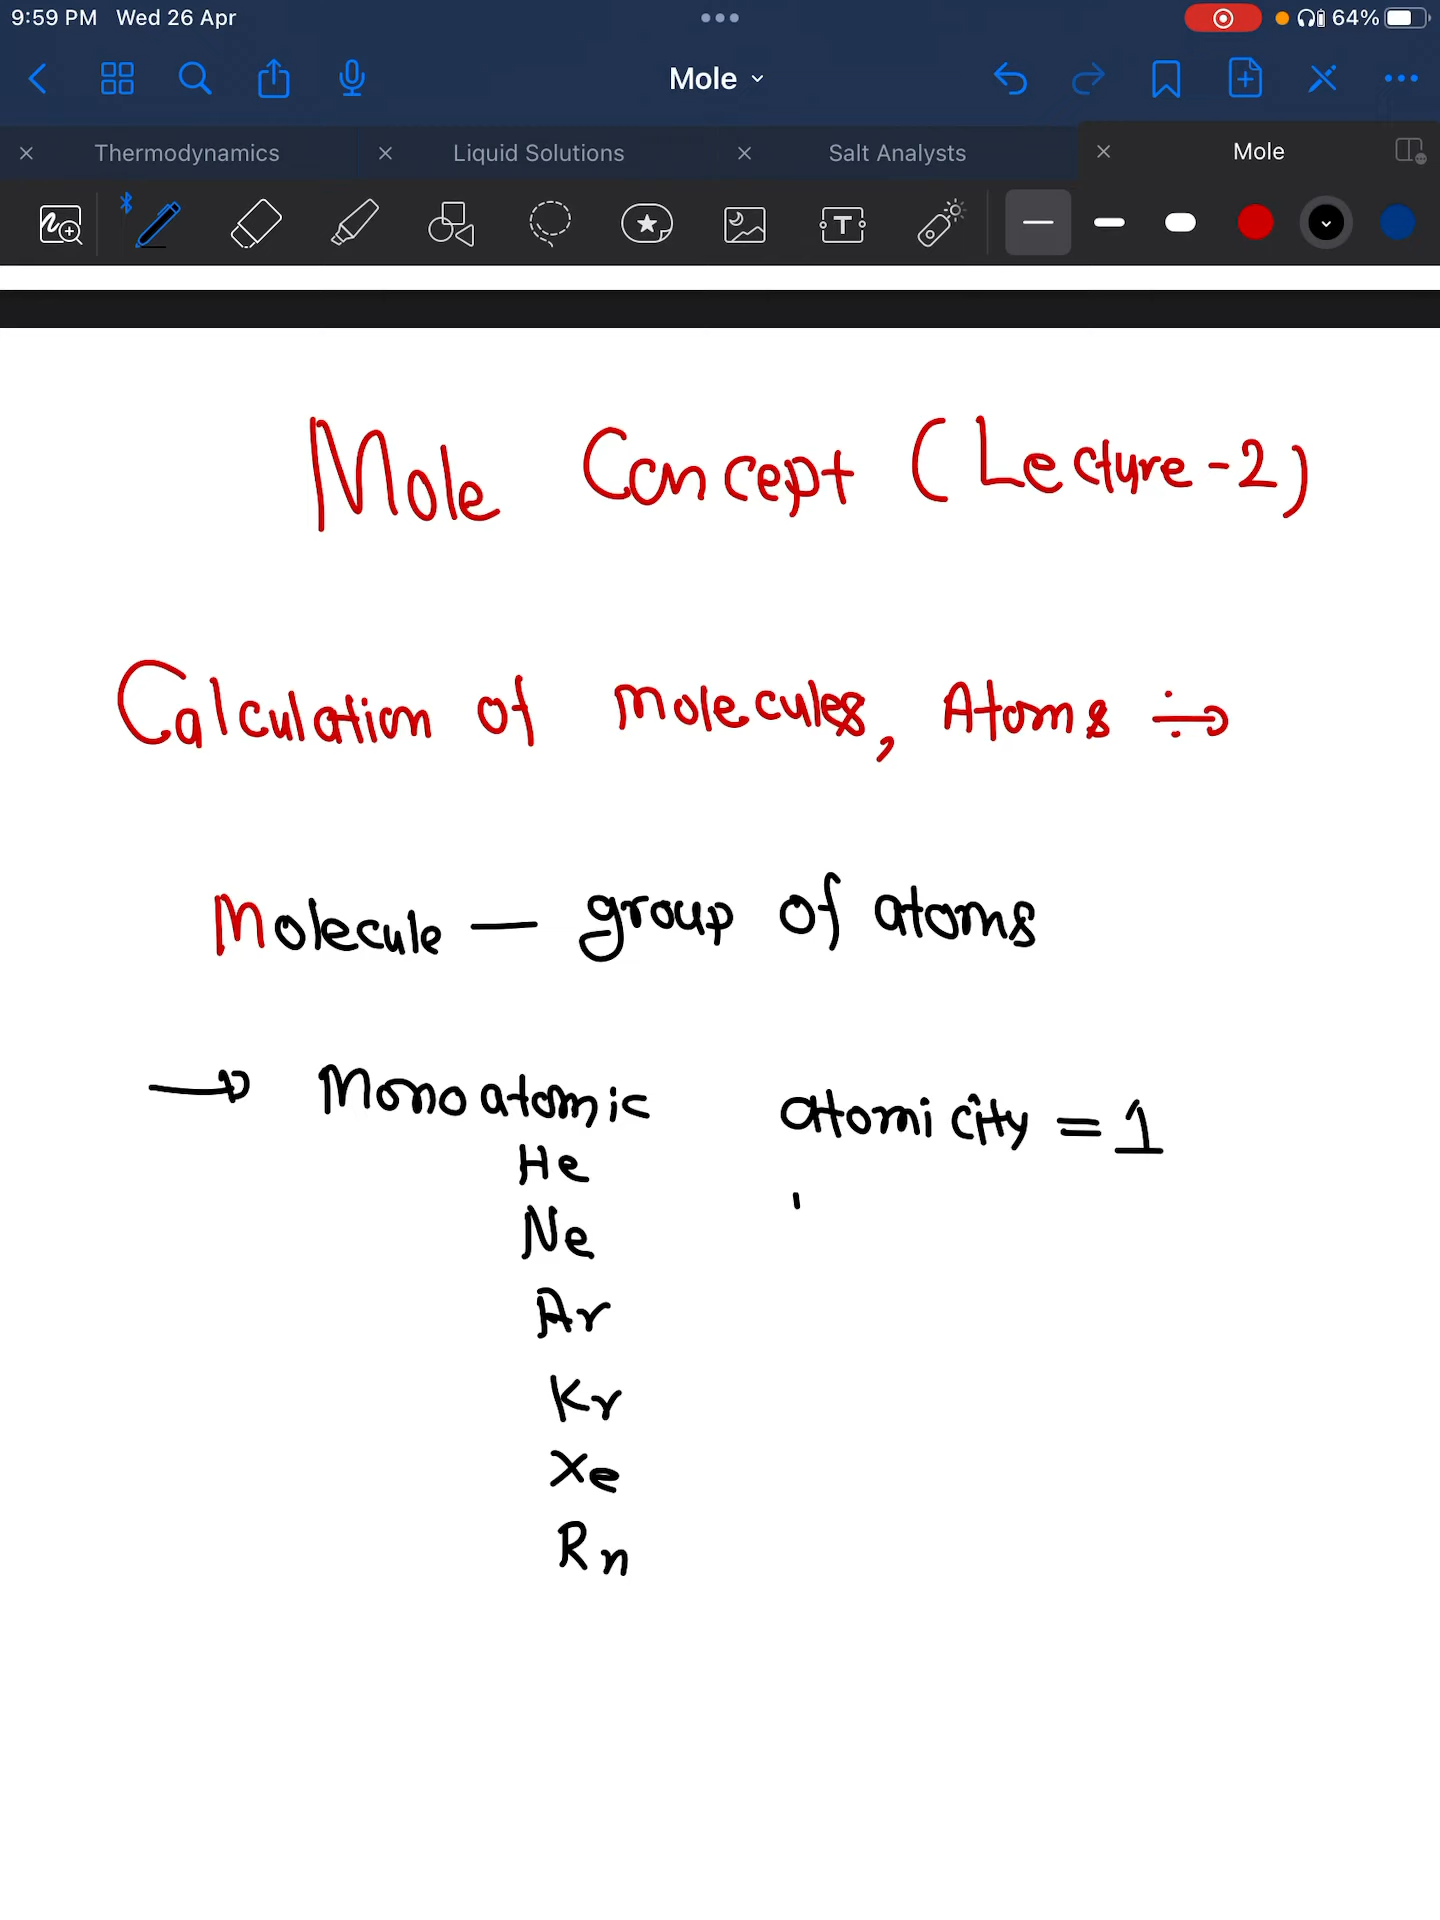 9:59 PM Wed 26 Apr 64%
Mole
Thermodynamics Liquid Solutions Salt Analysts Mole
T
Mole Concept (Lecture-2)
Calculation of molecules, Atoms
Molecule — group of atoms
→ Monoatomic atomicity = 1
He
Ne
Ar
Kr
Xe
Rn